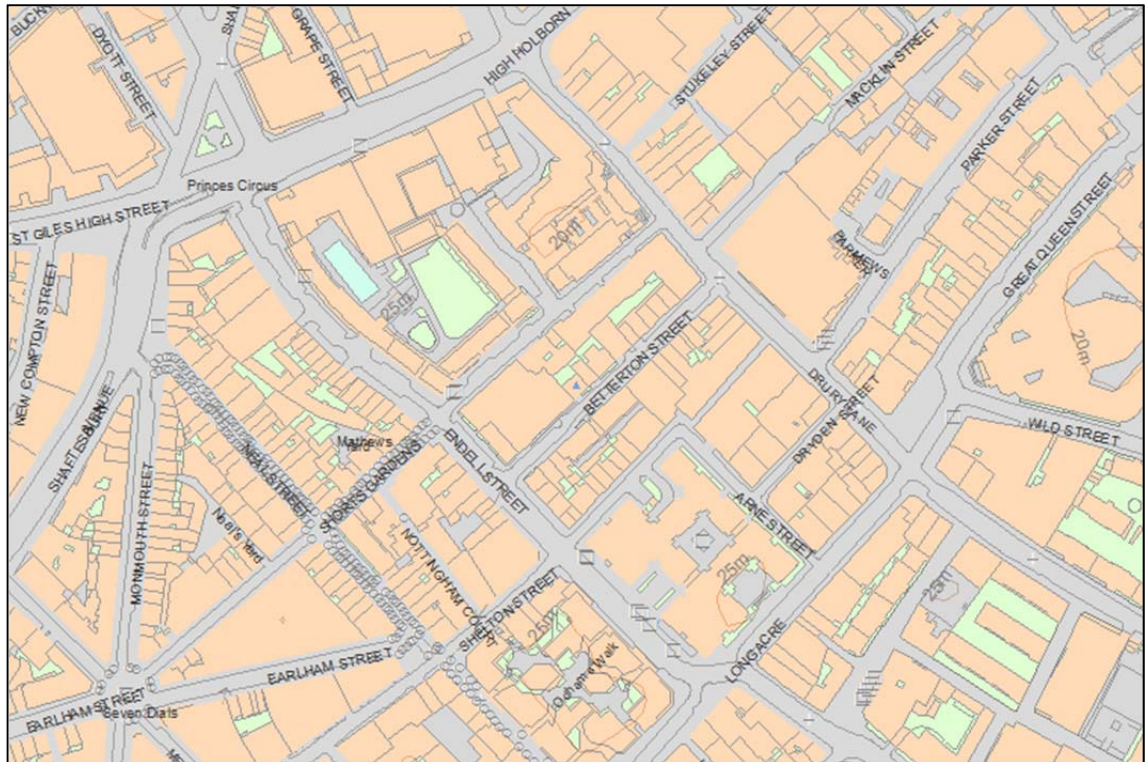 DYOTT STREET
GRAPE STREET
HIGH HOLBORN
STUKELEY STREET
MACKLIN STREET
PARKER STREET
Princes Circus
ST GILES HIGH STREET
20m
GREAT QUEEN STREET
25m
20m
NEW COMPTON STREET
BETTERTON STREET
DRURY LANE
DRYDEN STREET
WILD STREET
SHAFTESBURY AVENUE
MONMOUTH STREET
NEAL STREET
Neal's Yard
Mathews
Yard
SHORTS GARDENS
ENDELL STREET
ARNE STREET
NOTTINGHAM COURT
25m
25m
SHELTON STREET
25m
Odhams Walk
LONG ACRE
EARLHAM STREET
EARLHAM STREET
Seven Dials